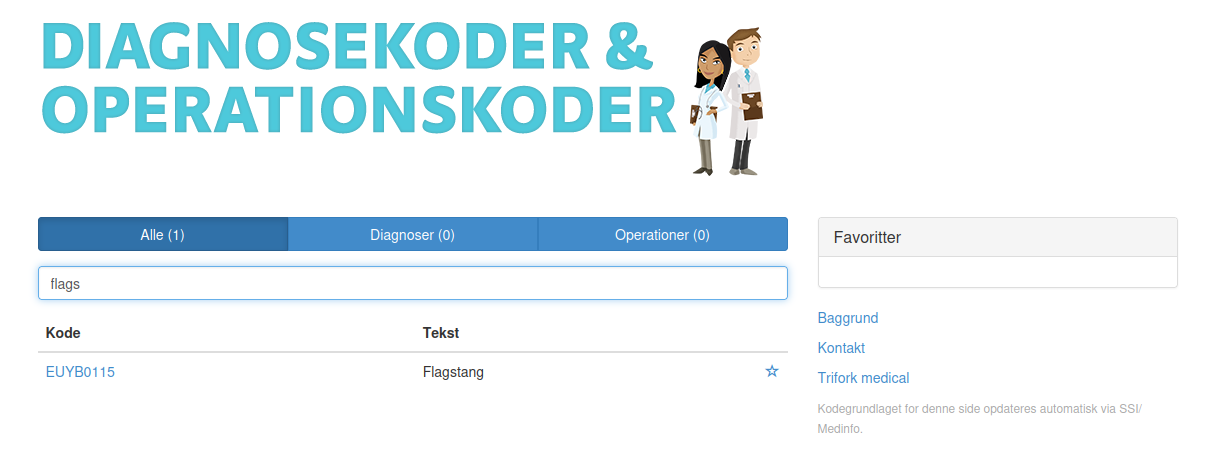 DIAGNOSEKODER &
OPERATIONSKODER
Alle (1) Diagnoser (0) Operationer (0)
flags
Kode Tekst
EUYB0115 Flagstang
Favoritter
Baggrund
Kontakt
Trifork medical
Kodegrundlaget for denne side opdateres automatisk via SSI/
Medinfo.